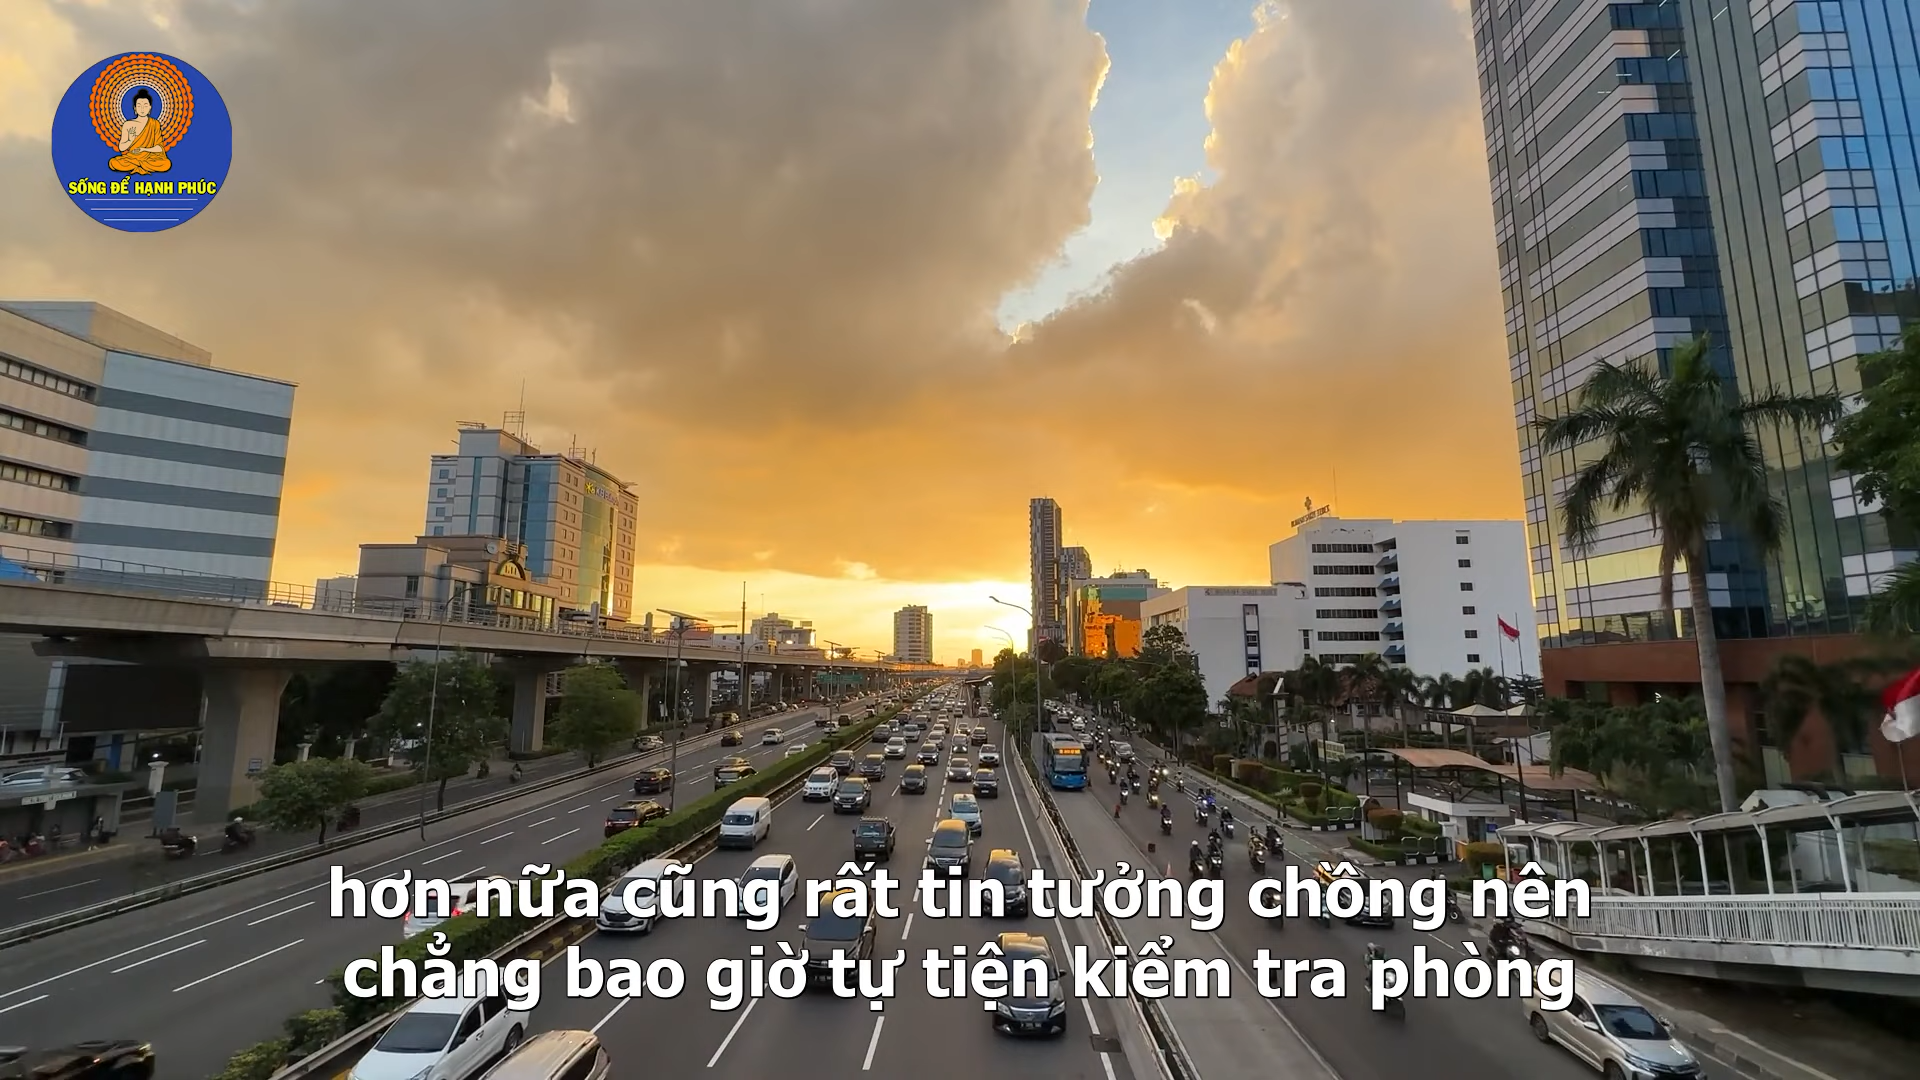 SỐNG ĐỂ HẠNH PHÚC
hơn nữa cũng rất tin tưởng chồng nên
chẳng bao giờ tự tiện kiểm tra phòng